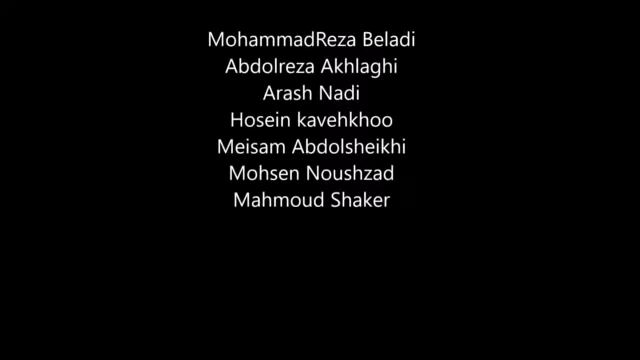 MohammadReza Beladi
Abdolreza Akhlaghi
Arash Nadi
Hosein kavehkhoo
Meisam Abdolsheikhi
Mohsen Noushzad
Mahmoud Shaker